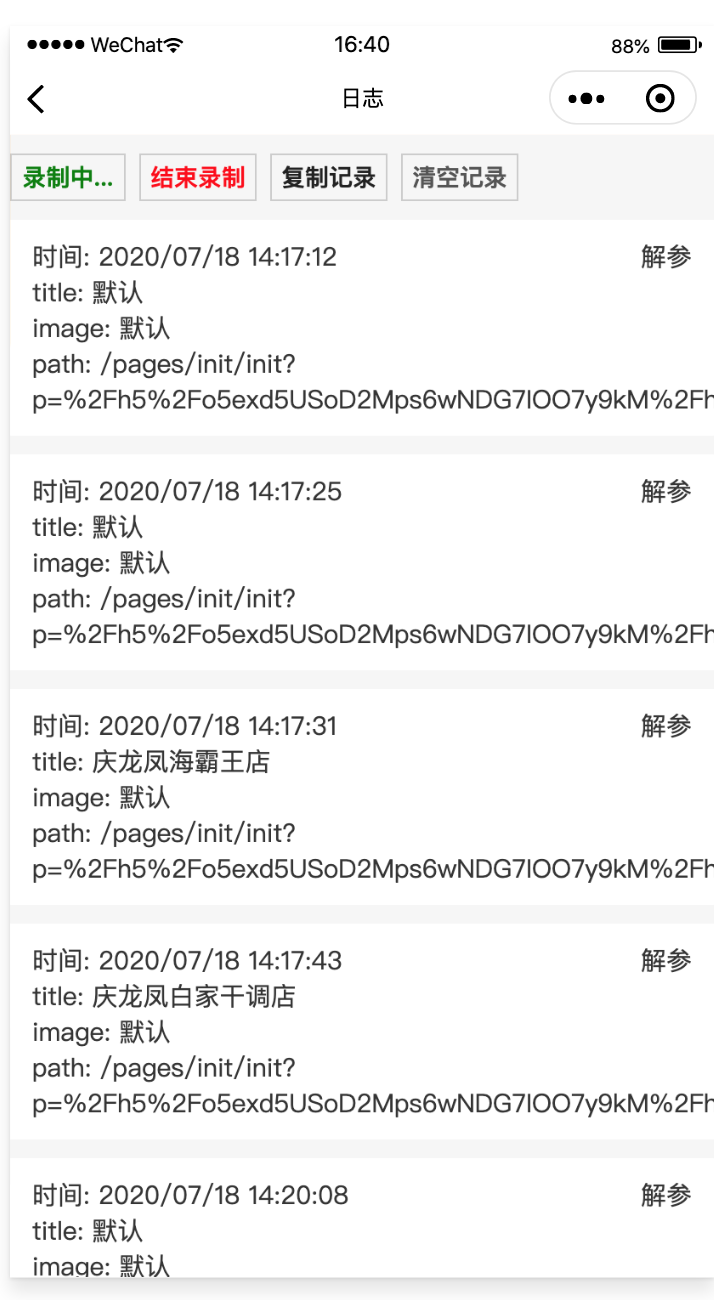 WeChat 16:40 88%
日志
录制中... 结束录制 复制记录 清空记录
时间: 2020/07/18 14:17:12 解参
title: 默认
image: 默认
path: /pages/init/init?
p=%2Fh5%2Fo5exd5USoD2Mps6wNDG7lOO7y9kM%2Fh
时间: 2020/07/18 14:17:25 解参
title: 默认
image: 默认
path: /pages/init/init?
p=%2Fh5%2Fo5exd5USoD2Mps6wNDG7lOO7y9kM%2Fh
时间: 2020/07/18 14:17:31 解参
title: 庆龙凤海霸王店
image: 默认
path: /pages/init/init?
p=%2Fh5%2Fo5exd5USoD2Mps6wNDG7lOO7y9kM%2Fh
时间: 2020/07/18 14:17:43 解参
title: 庆龙凤白家干调店
image: 默认
path: /pages/init/init?
p=%2Fh5%2Fo5exd5USoD2Mps6wNDG7lOO7y9kM%2Fh
时间: 2020/07/18 14:20:08 解参
title: 默认
image: 默认